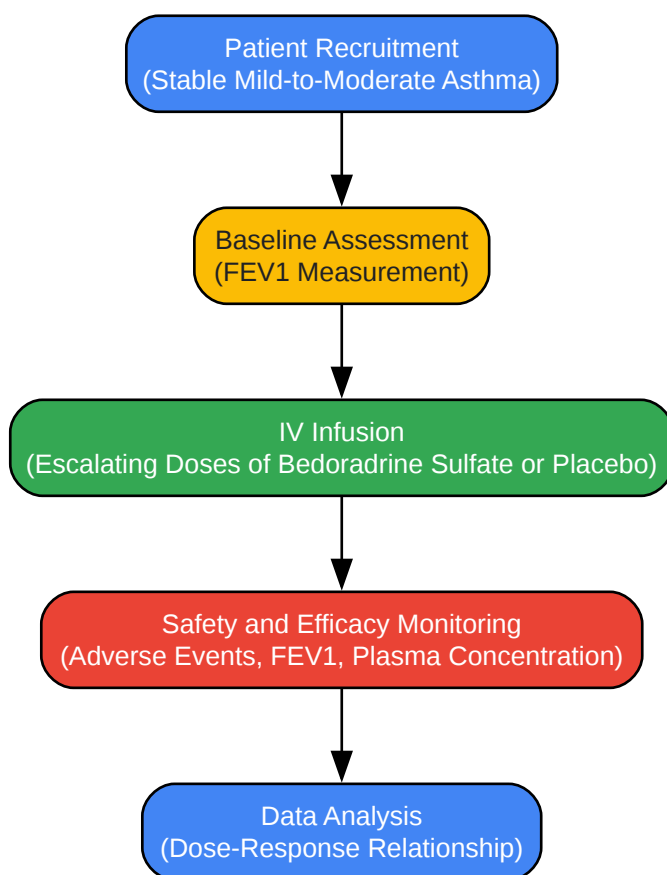 Patient Recruitment
(Stable Mild-to-Moderate Asthma)
Baseline Assessment
(FEV1 Measurement)
IV Infusion
(Escalating Doses of Bedoradrine Sulfate or Placebo)
Safety and Efficacy Monitoring
(Adverse Events, FEV1, Plasma Concentration)
Data Analysis
(Dose-Response Relationship)